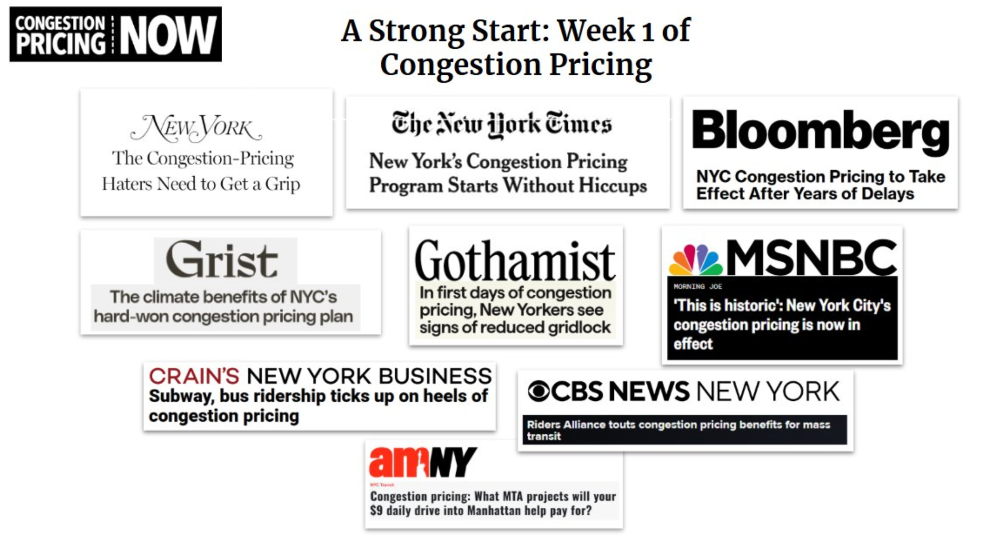 CONGESTION
PRICING
NOW
A Strong Start: Week 1 of
Congestion Pricing
NEW YORK
The Congestion-Pricing
Haters Need to Get a Grip
The New York Times
New York's Congestion Pricing
Program Starts Without Hiccups
Bloomberg
NYC Congestion Pricing to Take
Effect After Years of Delays
Grist
The climate benefits of NYC's
hard-won congestion pricing plan
Gothamist
In first days of congestion
pricing, New Yorkers see
signs of reduced gridlock
MSNBC
MORNING JOE
'This is historic': New York City's
congestion pricing is now in
effect
CRAIN'S NEW YORK BUSINESS
Subway, bus ridership ticks up on heels of
congestion pricing
CBS NEWS NEW YORK
Riders Alliance touts congestion pricing benefits for mass
transit
amNY
NYC Transit
Congestion pricing: What MTA projects will your
$9 daily drive into Manhattan help pay for?